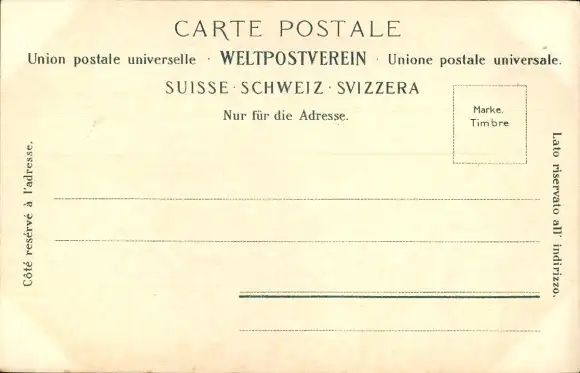 CARTE POSTALE
Union postale universelle · WELTPOSTVEREIN · Unione postale universale.
SUISSE · SCHWEIZ · SVIZZERA
Nur für die Adresse.
Marke.
Timbre
Côté resérvé à l'adresse.
Lato riservato all' indirizzo.